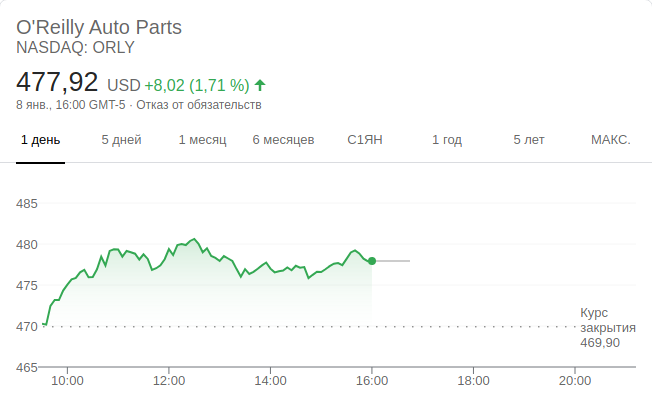 O'Reilly Auto Parts
NASDAQ: ORLY
477,92 USD +8,02 (1,71 %)
8 янв., 16:00 GMT-5 · Отказ от обязательств
1 день 5 дней 1 месяц 6 месяцев С1ЯН 1 год 5 лет МАКС.
485
480
475
470
465
Курс
закрытия
469,90
10:00 12:00 14:00 16:00 18:00 20:00